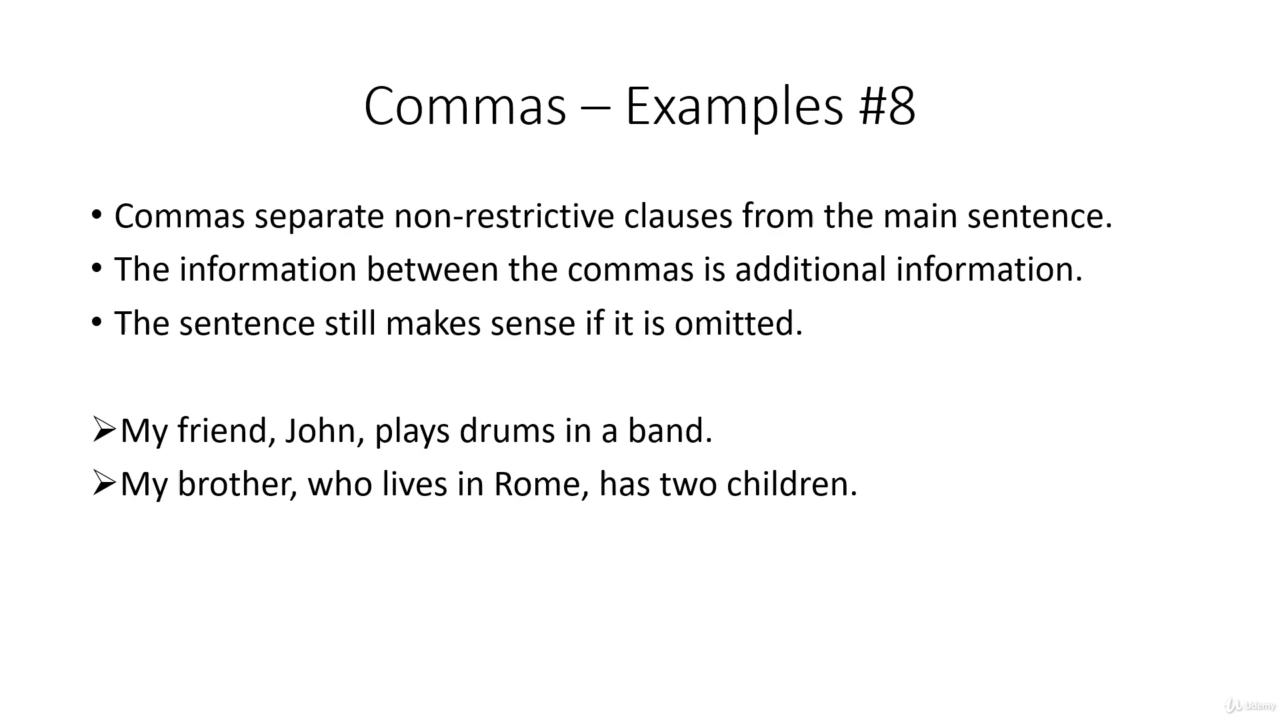 Commas – Examples #8
• Commas separate non-restrictive clauses from the main sentence.
• The information between the commas is additional information.
• The sentence still makes sense if it is omitted.
➢My friend, John, plays drums in a band.
➢My brother, who lives in Rome, has two children.
Udemy